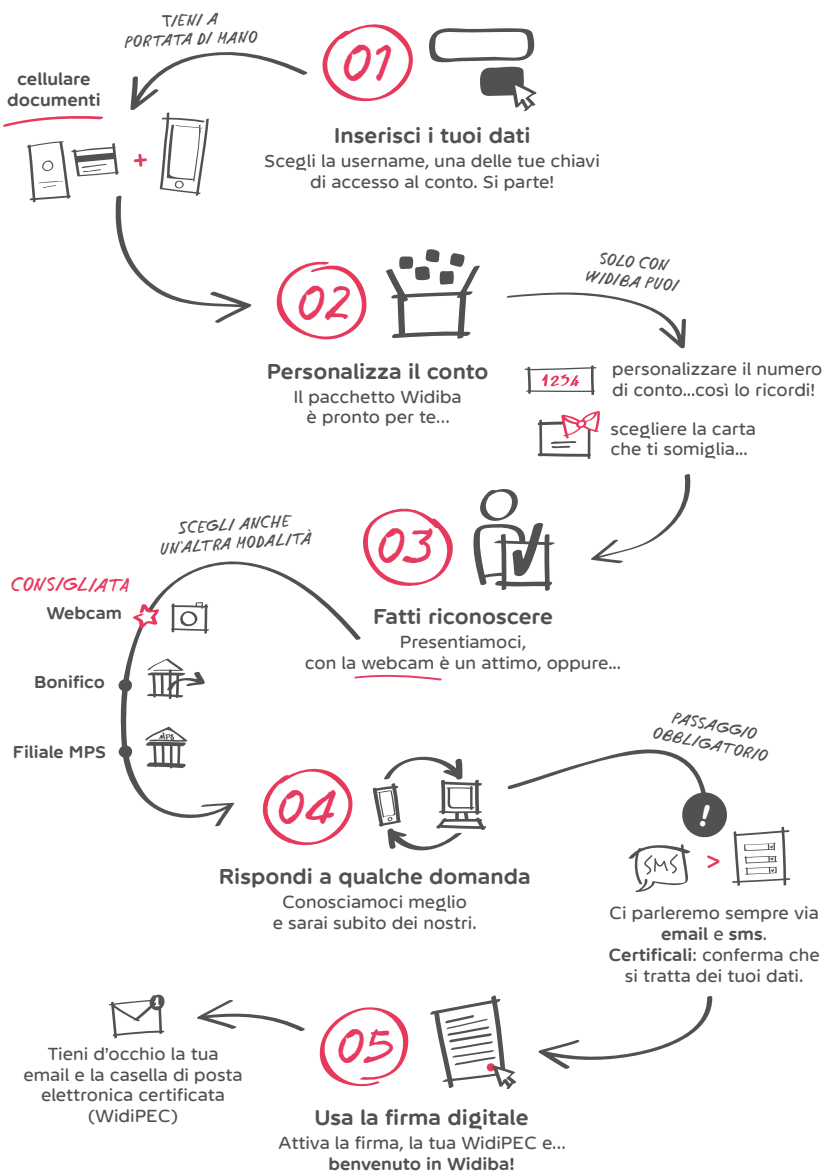 TIENI A
PORTATA DI MANO
cellulare
documenti
01
Inserisci i tuoi dati
Scegli la username, una delle tue chiavi
di accesso al conto. Si parte!
02
Personalizza il conto
Il pacchetto Widiba
è pronto per te...
SOLO CON
WIDIBA PUOI
1234
personalizzare il numero
di conto...così lo ricordi!
scegliere la carta
che ti somiglia...
03
Fatti riconoscere
Presentiamoci,
con la webcam è un attimo, oppure...
SCEGLI ANCHE
UN'ALTRA MODALITÀ
CONSIGLIATA
Webcam
Bonifico
Filiale MPS
MPS
04
Rispondi a qualche domanda
Conosciamoci meglio
e sarai subito dei nostri.
PASSAGGIO
OBBLIGATORIO
!
SMS >
Ci parleremo sempre via
email e sms.
Certificali: conferma che
si tratta dei tuoi dati.
05
Usa la firma digitale
Attiva la firma, la tua WidiPEC e...
benvenuto in Widiba!
1
Tieni d'occhio la tua
email e la casella di posta
elettronica certificata
(WidiPEC)